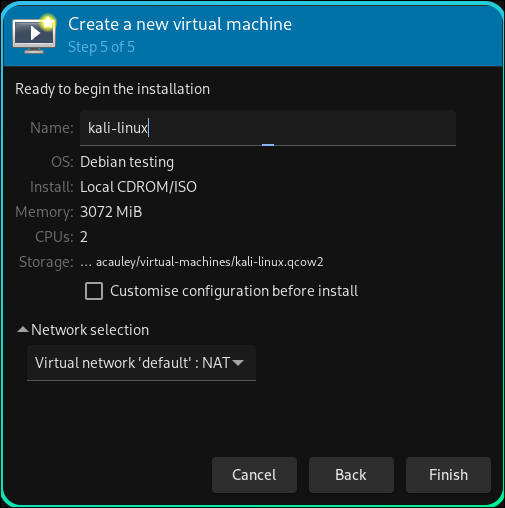 Create a new virtual machine
Step 5 of 5
Ready to begin the installation
Name: kali-linux
OS: Debian testing
Install: Local CDROM/ISO
Memory: 3072 MiB
CPUs: 2
Storage: ... acauley/virtual-machines/kali-linux.qcow2
Customise configuration before install
Network selection
Virtual network 'default' : NAT
Cancel Back Finish